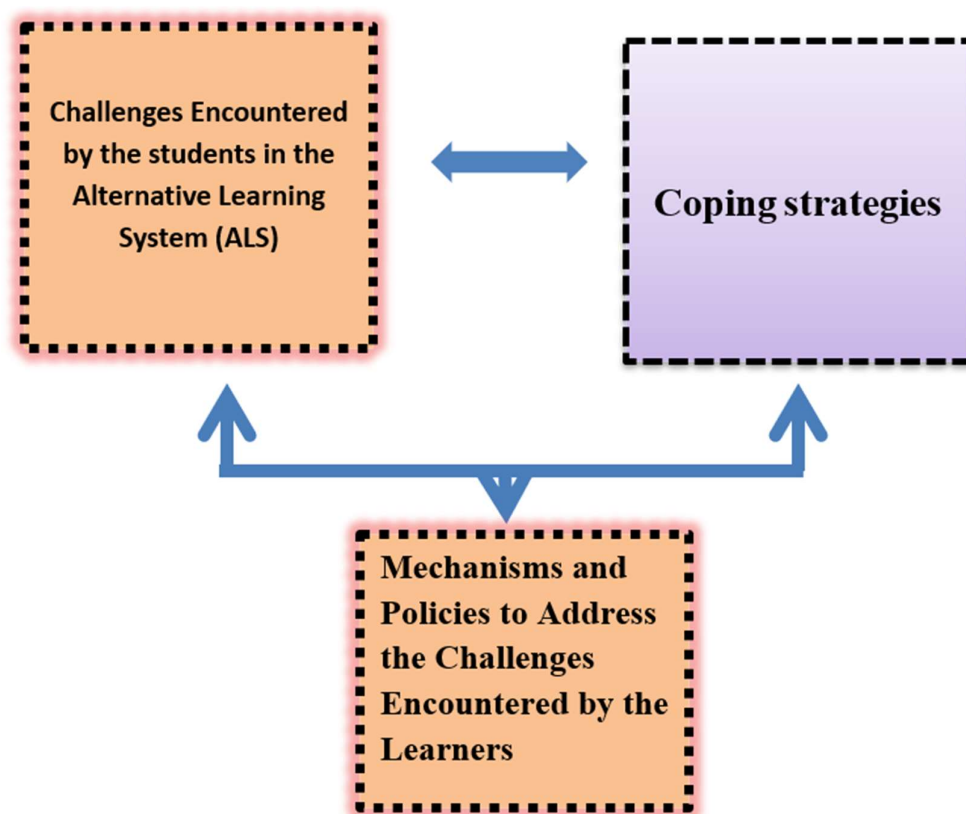 Challenges Encountered
by the students in the
Alternative Learning
System (ALS)
Coping strategies
Mechanisms and
Policies to Address
the Challenges
Encountered by the
Learners